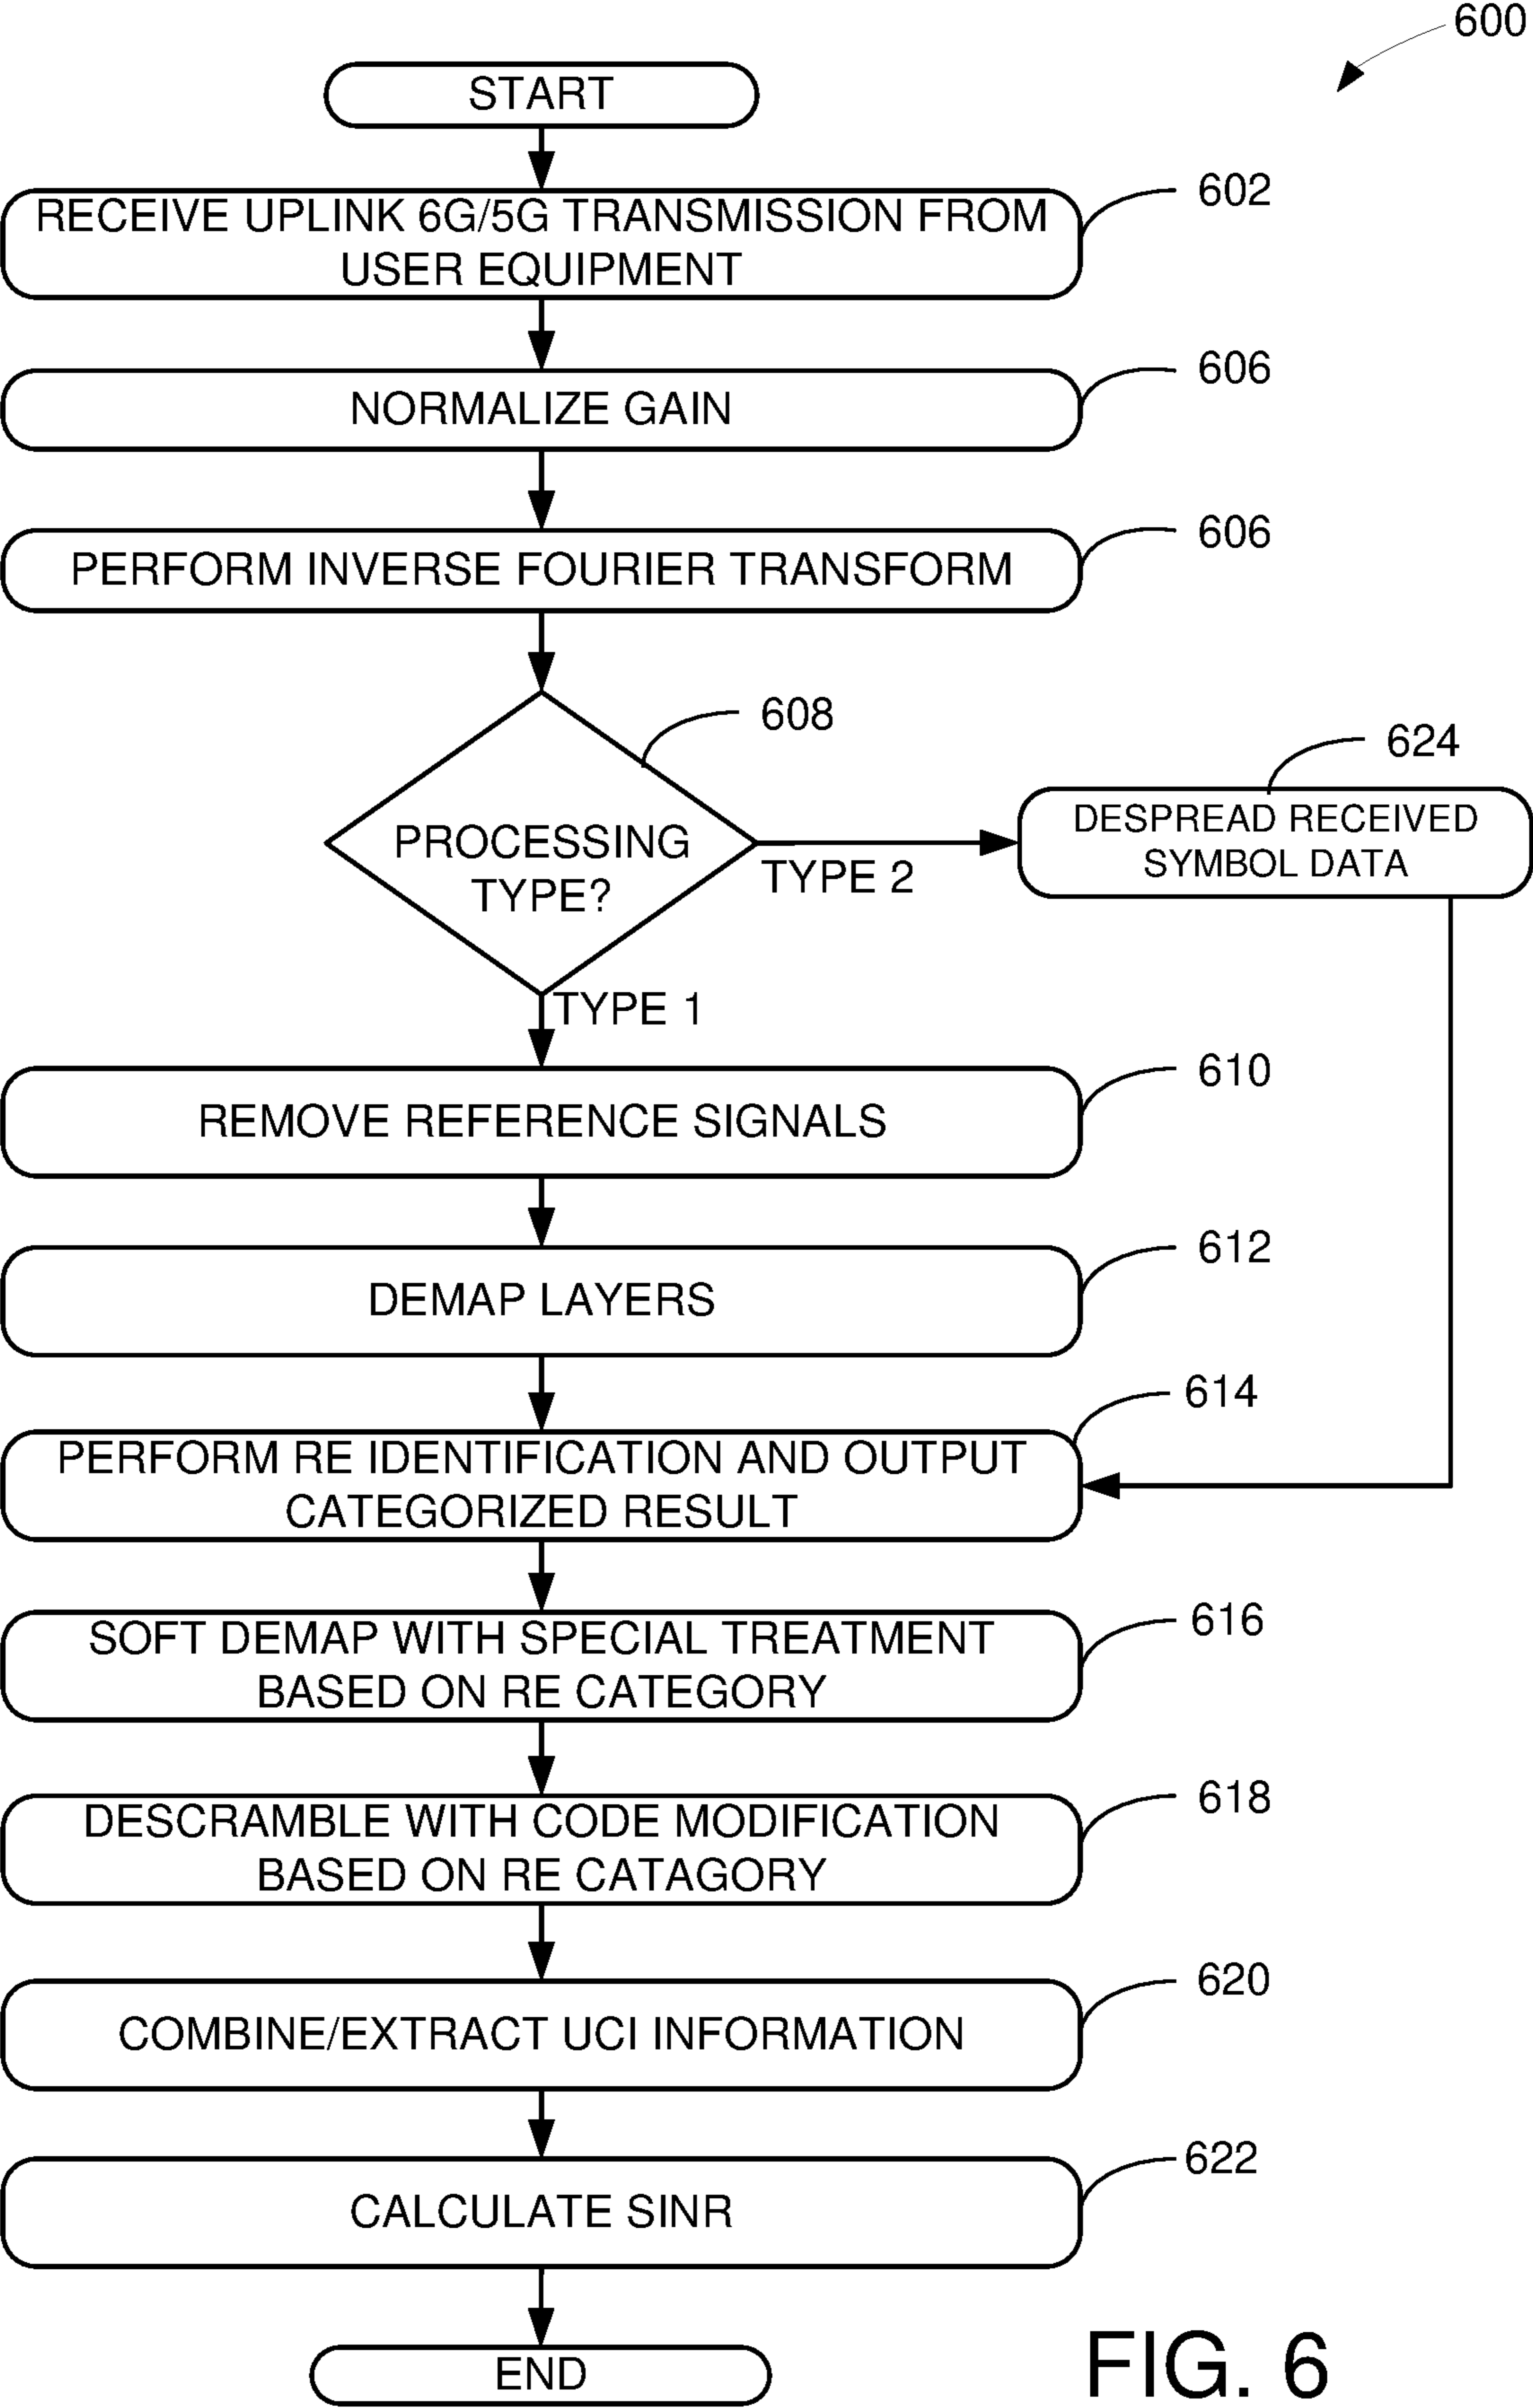 600
START
602
RECEIVE UPLINK 6G/5G TRANSMISSION FROM
USER EQUIPMENT
606
NORMALIZE GAIN
606
PERFORM INVERSE FOURIER TRANSFORM
608
PROCESSING
TYPE?
TYPE 2
624
DESPREAD RECEIVED
SYMBOL DATA
TYPE 1
610
REMOVE REFERENCE SIGNALS
612
DEMAP LAYERS
614
PERFORM RE IDENTIFICATION AND OUTPUT
CATEGORIZED RESULT
616
SOFT DEMAP WITH SPECIAL TREATMENT
BASED ON RE CATEGORY
618
DESCRAMBLE WITH CODE MODIFICATION
BASED ON RE CATAGORY
620
COMBINE/EXTRACT UCI INFORMATION
622
CALCULATE SINR
END
FIG. 6